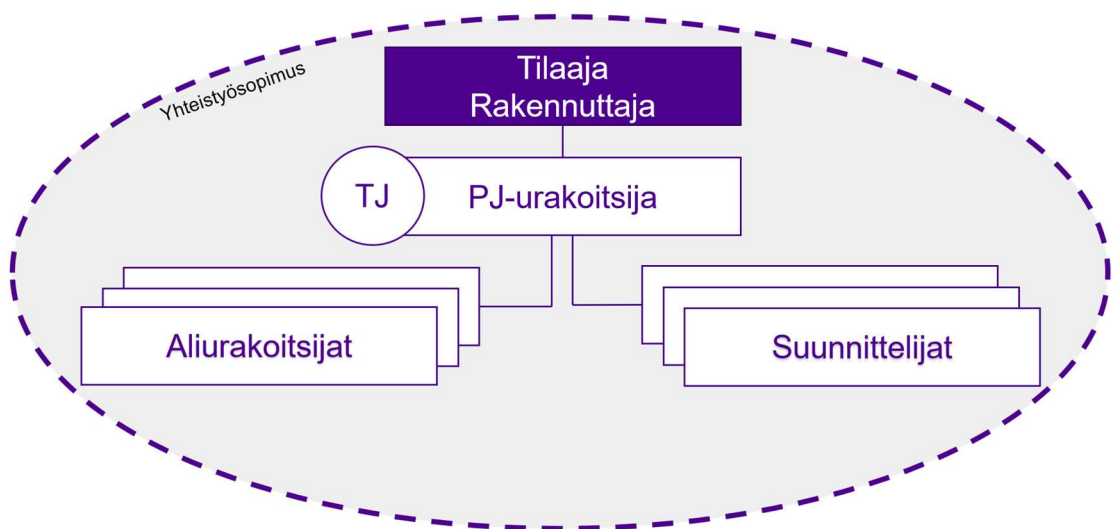 Yhteistyösopimus
Tilaaja
Rakennuttaja
TJ
PJ-urakoitsija
Aliurakoitsijat
Suunnittelijat